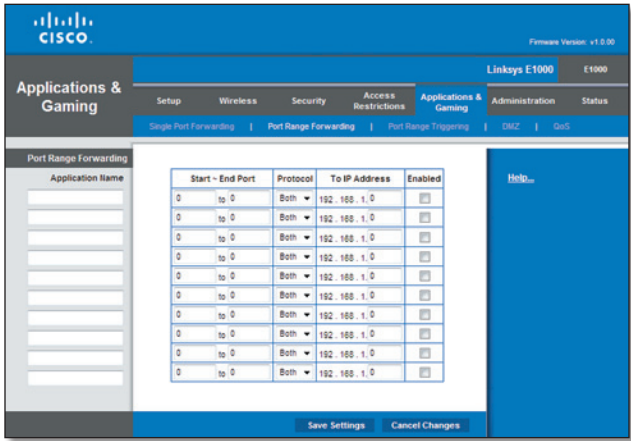 CISCO.
Firmware Version: v1.0.00
Linksys E1000 E1000
Applications & Gaming
Setup Wireless Security Access Restrictions Applications & Gaming Administration Status
Single Port Forwarding | Port Range Forwarding | Port Range Triggering | DMZ | QoS
Port Range Forwarding
Application Name
Start ~ End Port Protocol To IP Address Enabled
0 to 0 Both 192 . 168 . 1. 0
0 to 0 Both 192 . 168 . 1. 0
0 to 0 Both 192 . 168 . 1. 0
0 to 0 Both 192 . 168 . 1. 0
0 to 0 Both 192 . 168 . 1. 0
0 to 0 Both 192 . 168 . 1. 0
0 to 0 Both 192 . 168 . 1. 0
0 to 0 Both 192 . 168 . 1. 0
0 to 0 Both 192 . 168 . 1. 0
0 to 0 Both 192 . 168 . 1. 0
Help...
Save Settings Cancel Changes